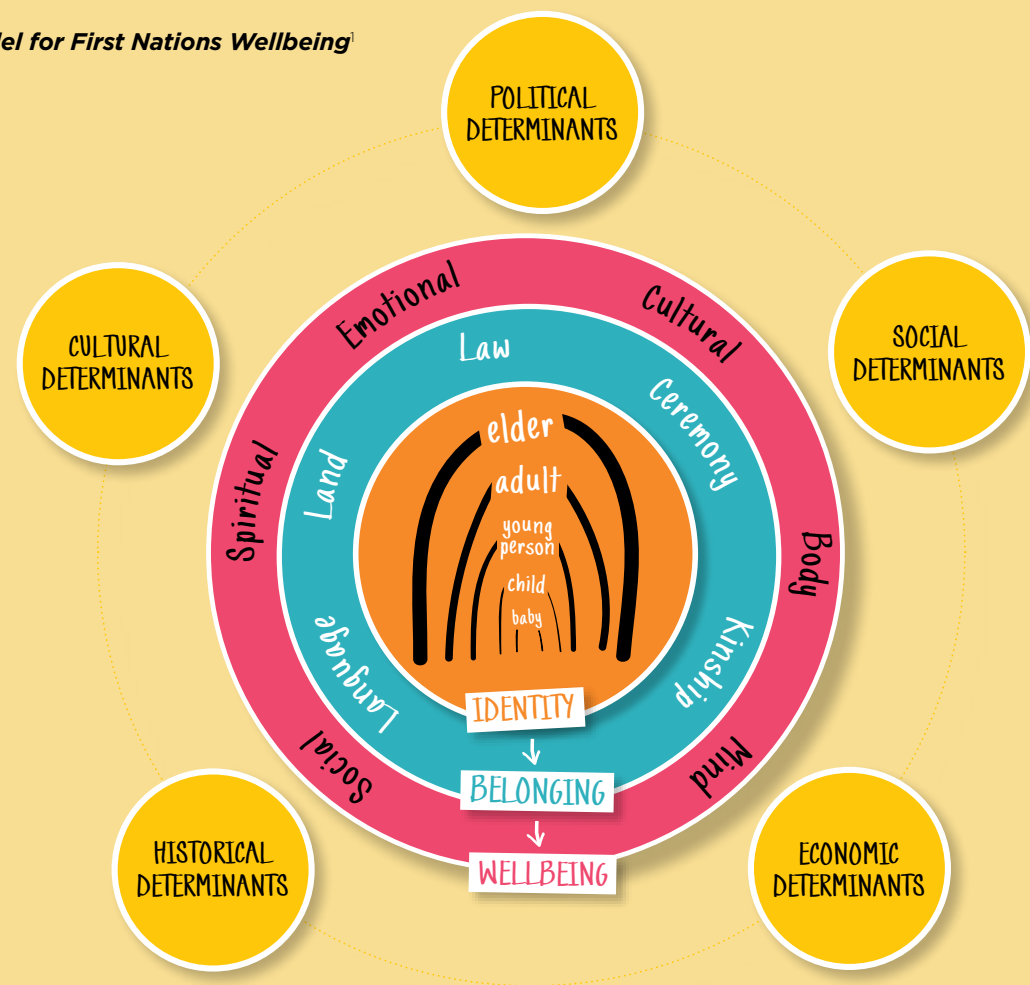 for First Nations Wellbeing¹
POLITICAL
DETERMINANTS
CULTURAL
DETERMINANTS
SOCIAL
DETERMINANTS
Emotional
Cultural
Law
Ceremony
elder
adult
young
person
child
baby
Land
Spiritual
Body
Language
Kinship
Social
Mind
IDENTITY
BELONGING
WELLBEING
HISTORICAL
DETERMINANTS
ECONOMIC
DETERMINANTS